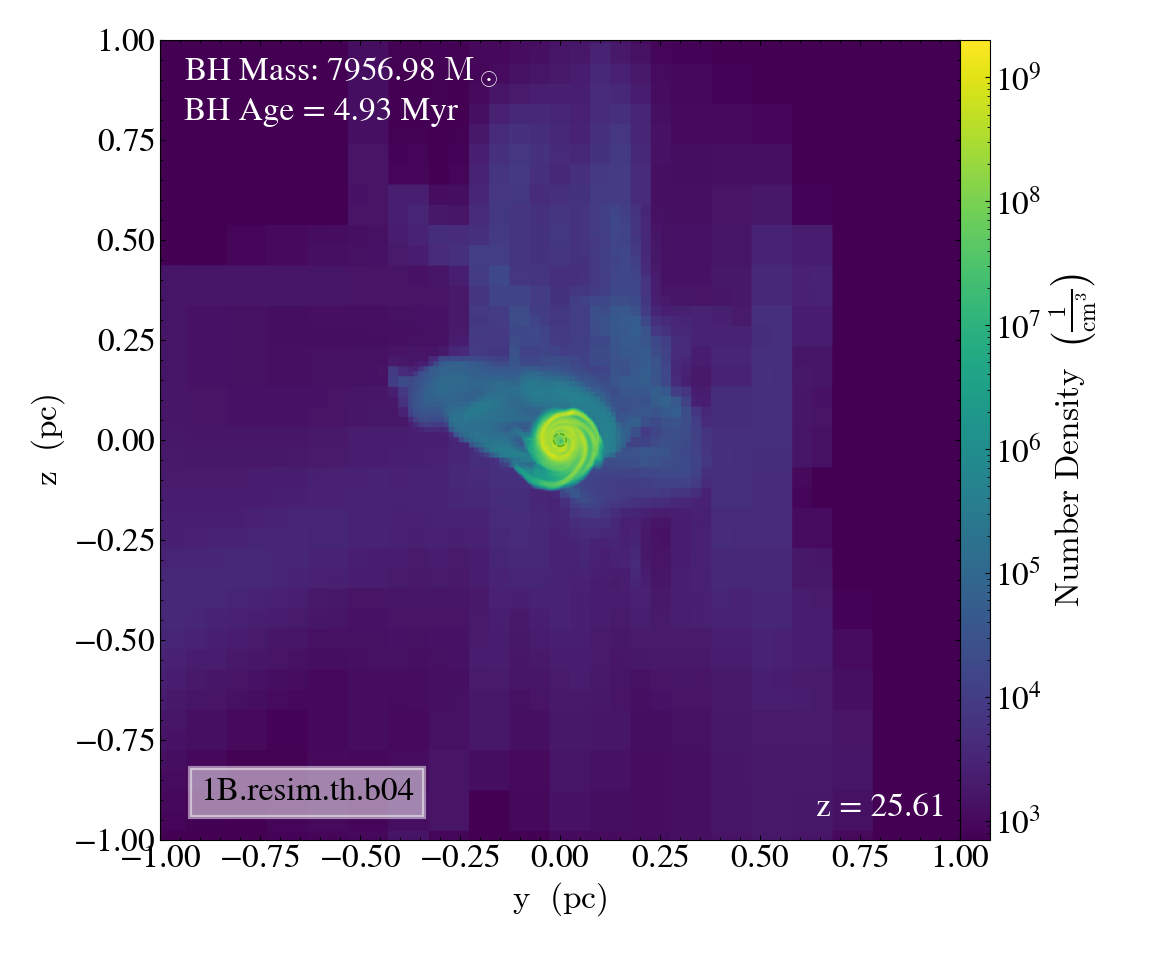 BH Mass: 7956.98 M⊙
BH Age = 4.93 Myr
1B.resim.th.b04
z = 25.61
1.00
0.75
0.50
0.25
0.00
−0.25
−0.50
−0.75
−1.00
z (pc)
−1.00 −0.75 −0.50 −0.25 0.00 0.25 0.50 0.75 1.00
y (pc)
10⁹
10⁸
10⁷
10⁶
10⁵
10⁴
10³
Number Density (1/cm³)